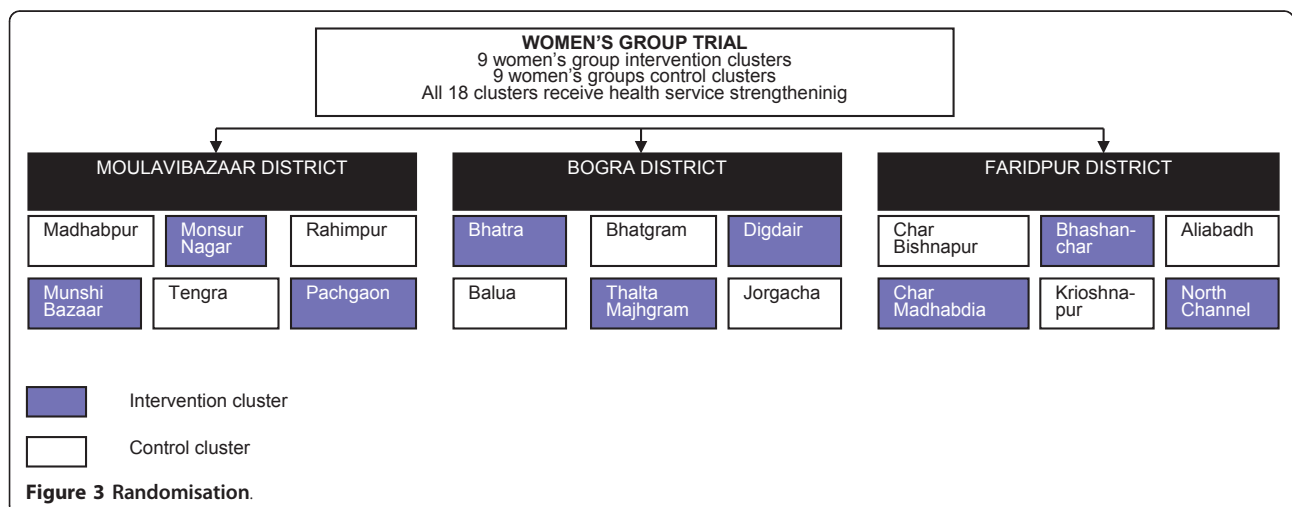 WOMEN'S GROUP TRIAL
9 women's group intervention clusters
9 women's groups control clusters
All 18 clusters receive health service strengtheninig
MOULAVIBAZAAR DISTRICT
Madhabpur
Monsur
Nagar
Rahimpur
Munshi
Bazaar
Tengra
Pachgaon
BOGRA DISTRICT
Bhatra
Bhatgram
Digdair
Balua
Thalta
Majhgram
Jorgacha
FARIDPUR DISTRICT
Char
Bishnapur
Bhashan-
char
Aliabadh
Char
Madhabdia
Krioshna-
pur
North
Channel
Intervention cluster
Control cluster
Figure 3 Randomisation.